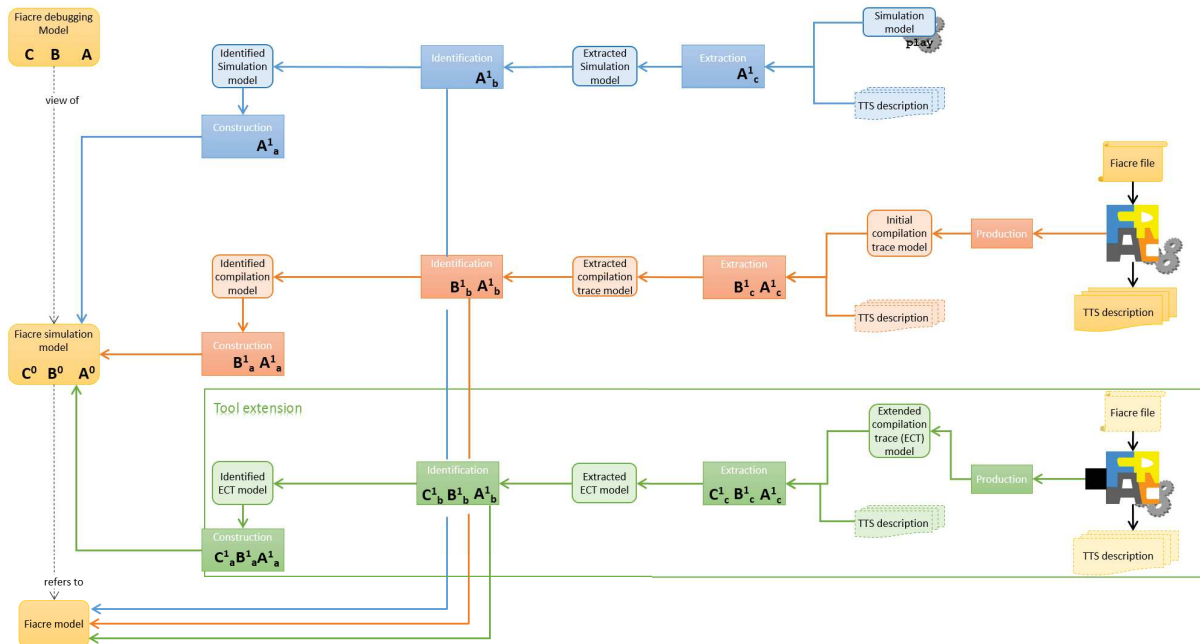 Fiacre debugging
Model
C B A
view of
Fiacre simulation
model
C⁰ B⁰ A⁰
refers to
Fiacre model
Identified
Simulation
model
Construction
A¹a
Identification
A¹b
Extracted
Simulation
model
Extraction
A¹c
Simulation
model
play
TTS description
Fiacre file
Identified
compilation
model
Construction
B¹a A¹a
Identification
B¹b A¹b
Extracted
compilation
trace model
Extraction
B¹c A¹c
Initial
compilation
trace model
TTS description
Production
TTS description
Tool extension
Identified
ECT model
Construction
C¹aB¹aA¹a
Identification
C¹b B¹b A¹b
Extracted
ECT model
Extraction
C¹c B¹c A¹c
Extended
compilation
trace (ECT)
model
TTS description
Production
Fiacre file
TTS description